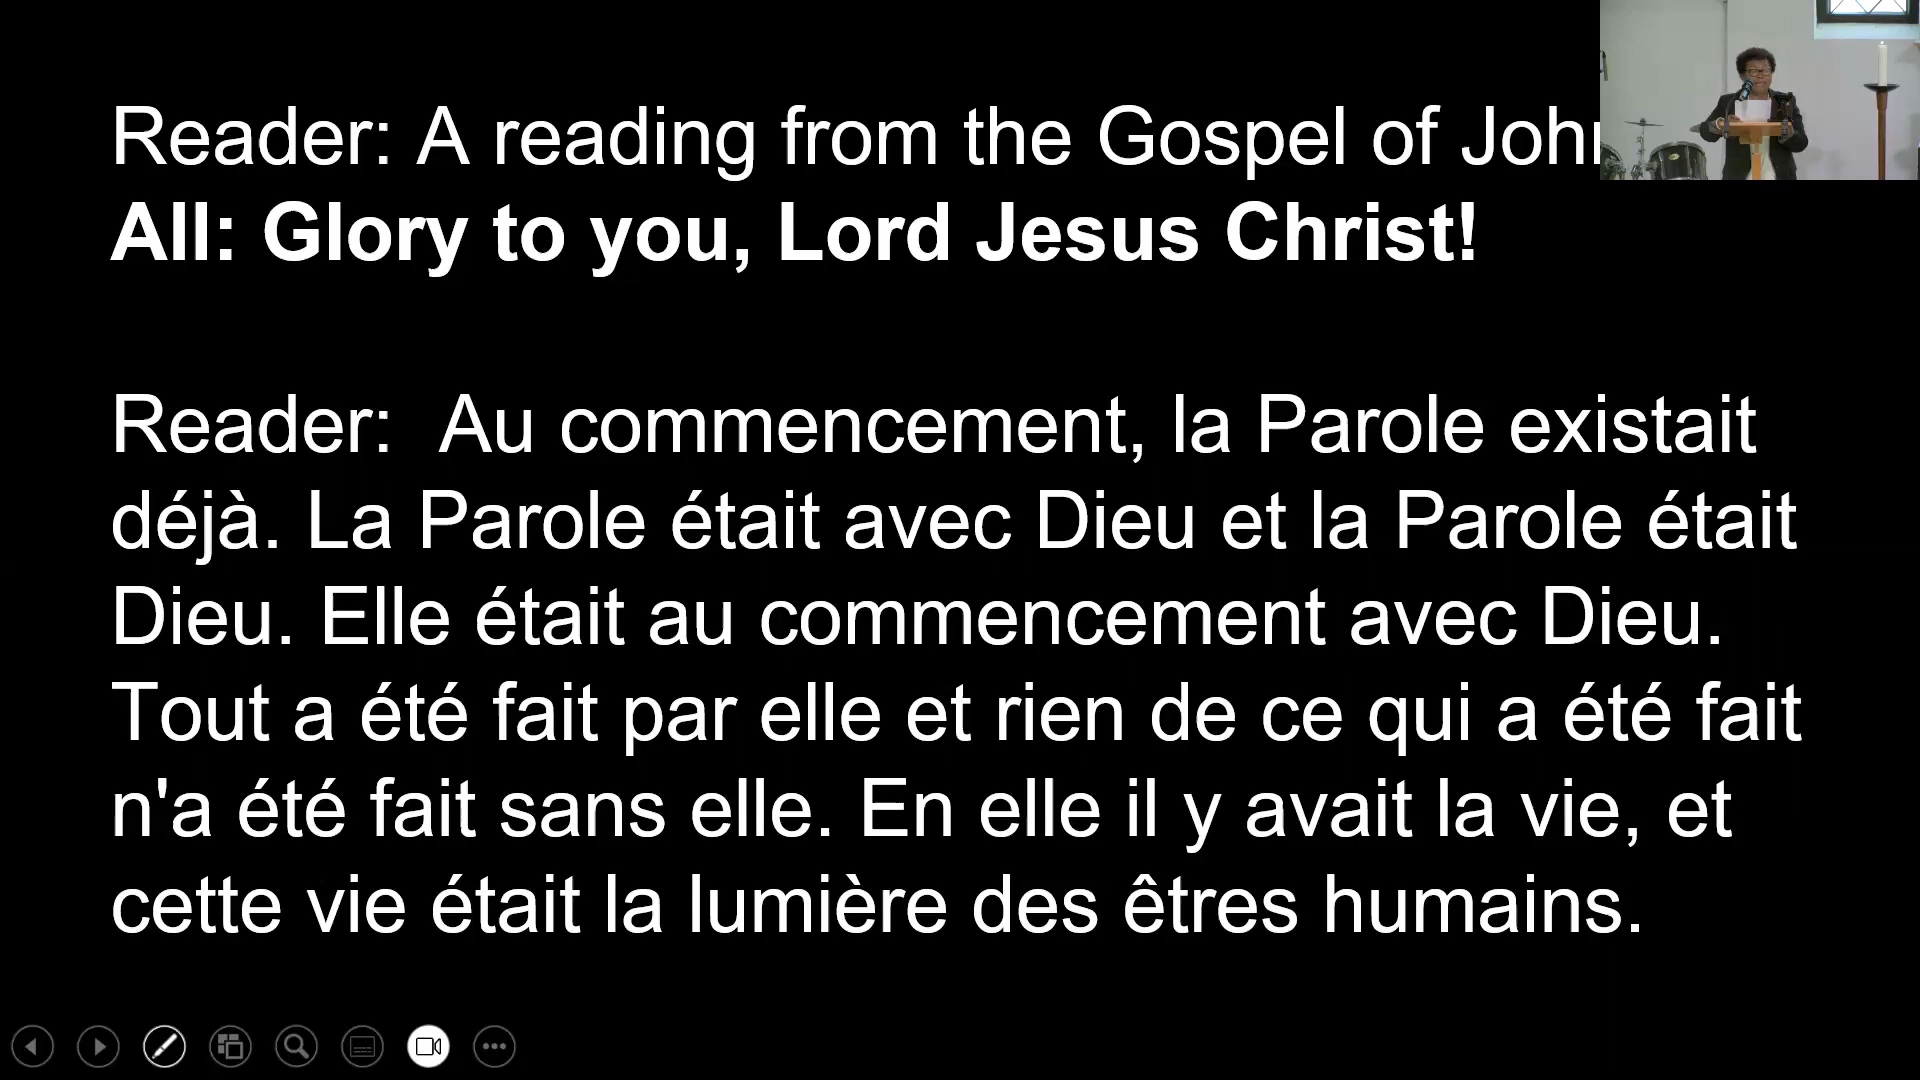 Reader: A reading from the Gospel of John
All: Glory to you, Lord Jesus Christ!
Reader: Au commencement, la Parole existait
déjà. La Parole était avec Dieu et la Parole était
Dieu. Elle était au commencement avec Dieu.
Tout a été fait par elle et rien de ce qui a été fait
n'a été fait sans elle. En elle il y avait la vie, et
cette vie était la lumière des êtres humains.